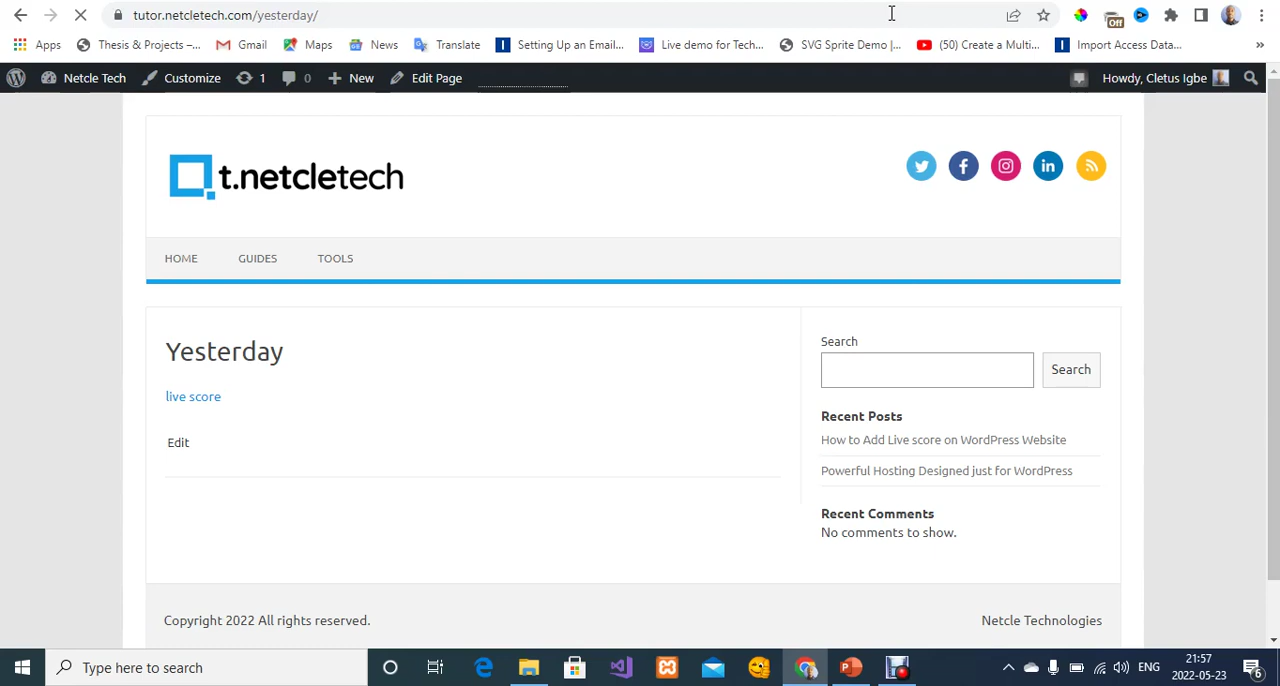 tutor.netcletech.com/yesterday/
Off
Apps Thesis & Projects –... Gmail Maps News Translate Setting Up an Email... Live demo for Tech... SVG Sprite Demo |... (50) Create a Multi... Import Access Data... »
Netcle Tech Customize 1 0 New Edit Page Howdy, Cletus Igbe
t.netcletech
HOME GUIDES TOOLS
Yesterday
live score
Edit
Search
Search
Recent Posts
How to Add Live score on WordPress Website
Powerful Hosting Designed just for WordPress
Recent Comments
No comments to show.
Copyright 2022 All rights reserved. Netcle Technologies
Type here to search ENG 21:57
2022-05-23 6